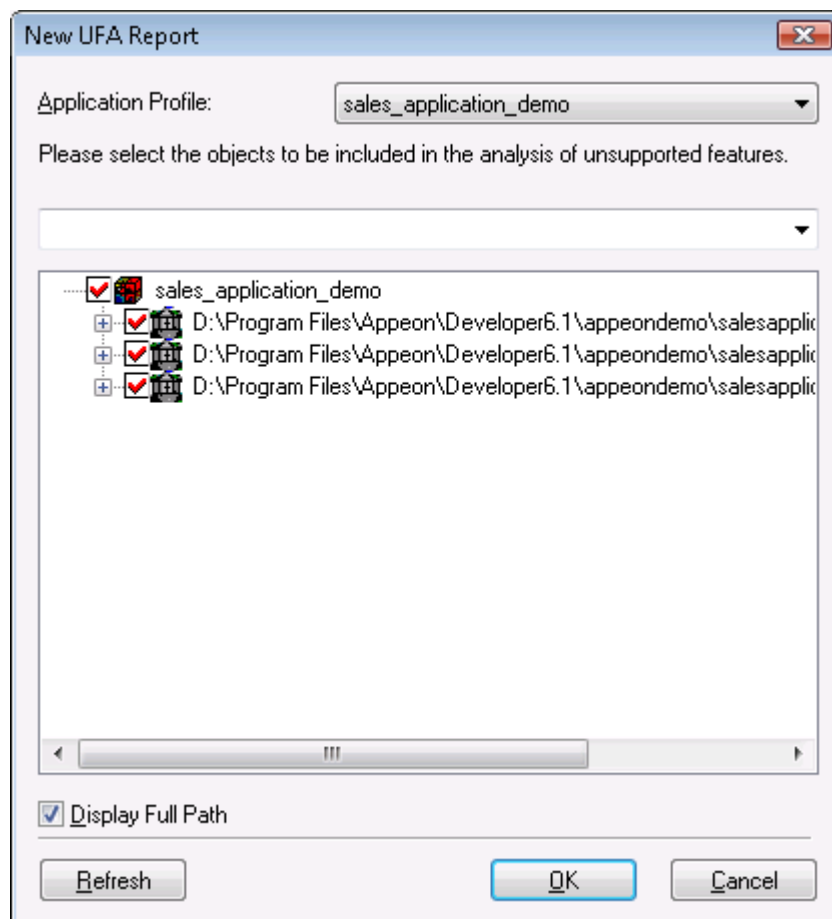 New UFA Report
Application Profile:
sales_application_demo
Please select the objects to be included in the analysis of unsupported features.
sales_application_demo
D:\Program Files\Appeon\Developer6.1\appeondemo\salesapplic
D:\Program Files\Appeon\Developer6.1\appeondemo\salesapplic
D:\Program Files\Appeon\Developer6.1\appeondemo\salesapplic
Display Full Path
Refresh
OK
Cancel